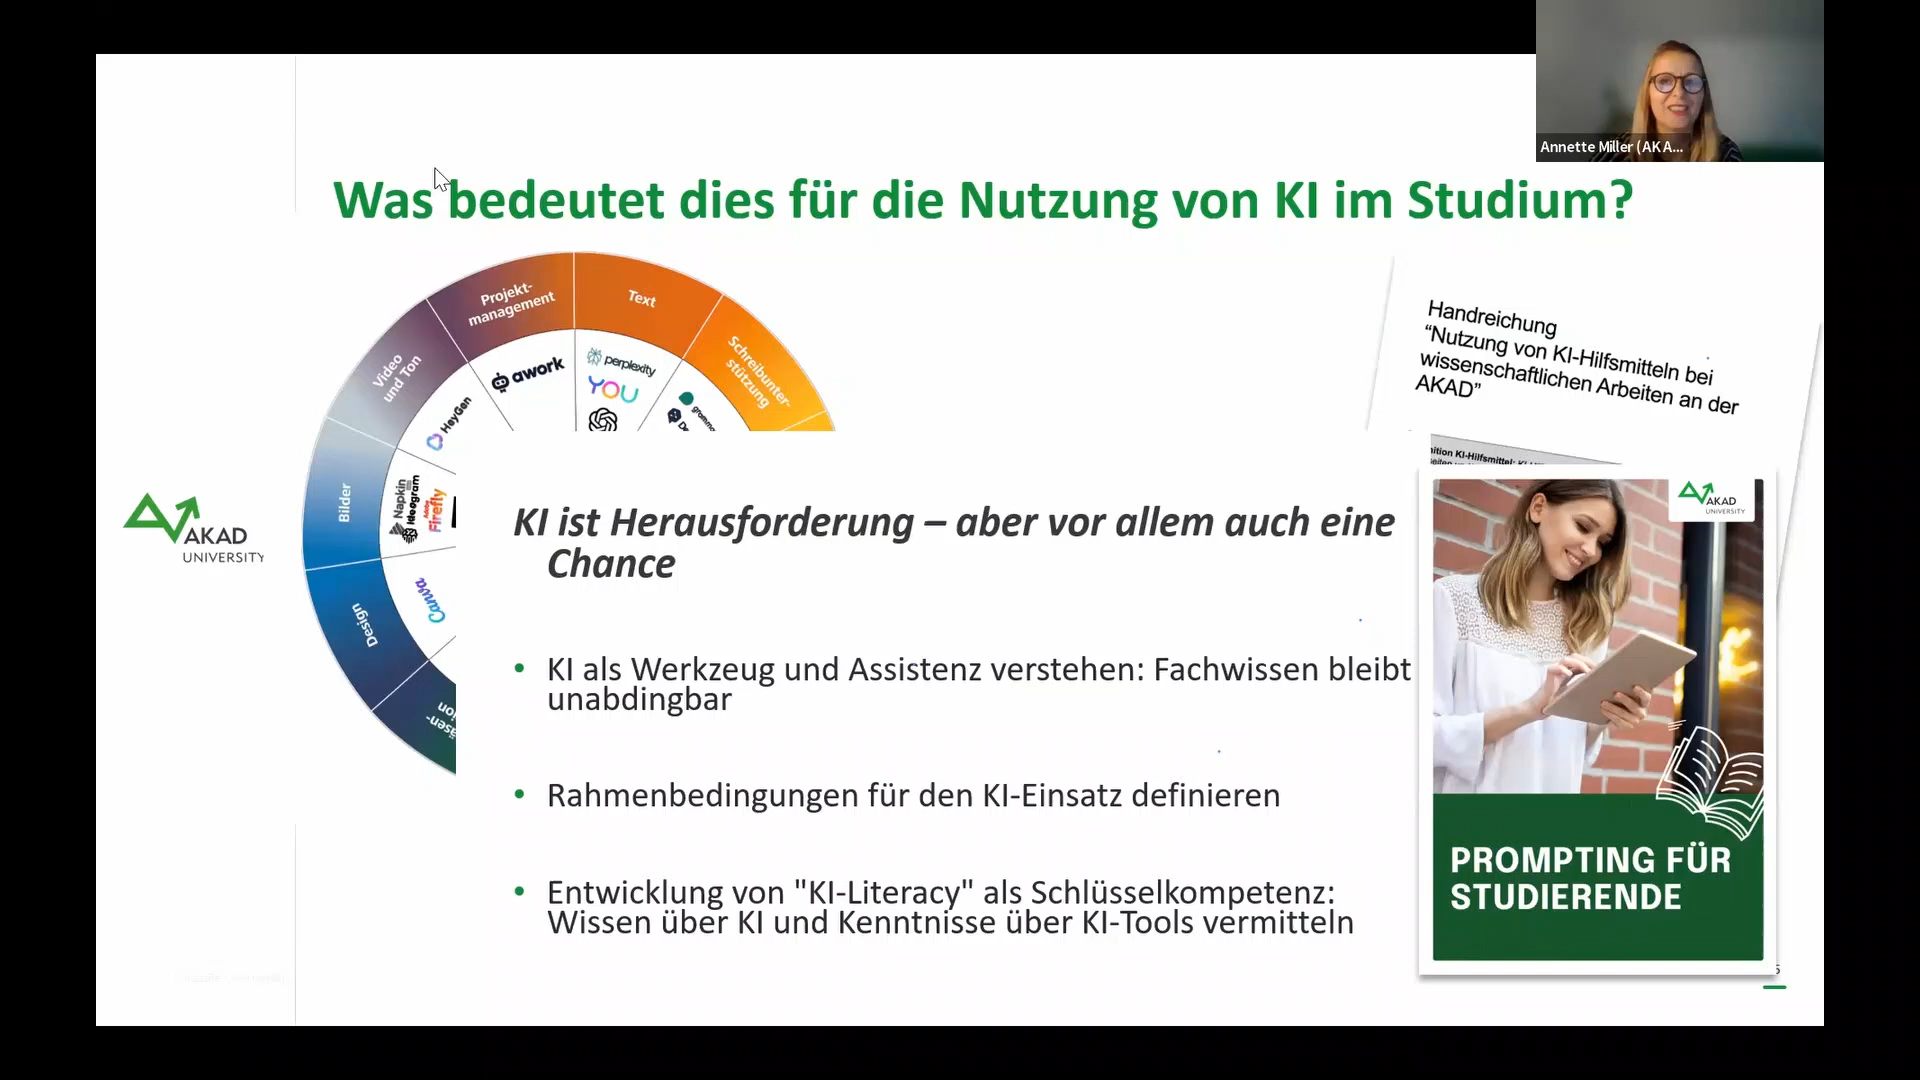 Annette Miller (AKA...
Was bedeutet dies für die Nutzung von KI im Studium?
Projekt-
management
Text
Schreibunter-
stützung
Video
und Ton
Bilder
Design
awork
perplexity
YOU
HeyGen
Napkin
Ideogram
Adobe
Firefly
Canva
AKAD
UNIVERSITY
Handreichung
“Nutzung von KI-Hilfsmitteln bei
wissenschaftlichen Arbeiten an der
AKAD”
KI ist Herausforderung – aber vor allem auch eine
Chance
• KI als Werkzeug und Assistenz verstehen: Fachwissen bleibt
unabdingbar
• Rahmenbedingungen für den KI-Einsatz definieren
• Entwicklung von "KI-Literacy" als Schlüsselkompetenz:
Wissen über KI und Kenntnisse über KI-Tools vermitteln
AKAD
UNIVERSITY
PROMPTING FÜR
STUDIERENDE